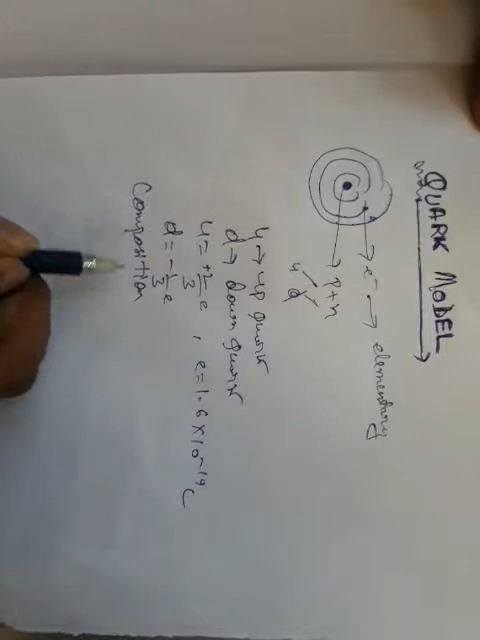 QUARK MODEL
e⁻ → elementary
p+n
u d
u → up quark
d → down quark
u = +2/3 e , e = 1.6 × 10⁻¹⁹ C
d = -1/3 e
Composition